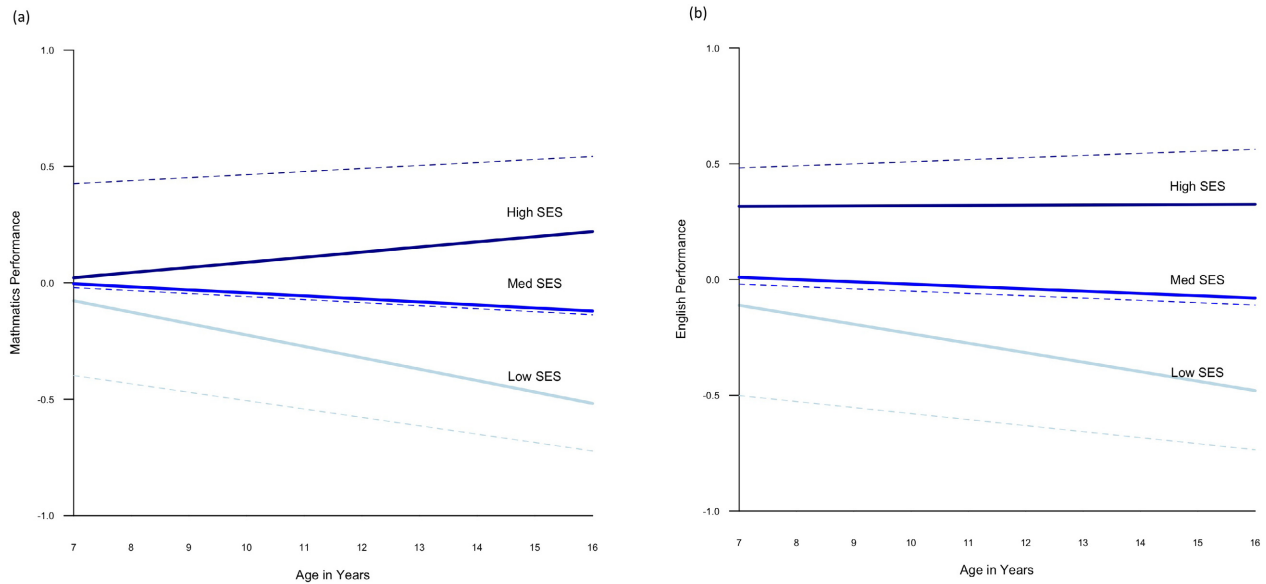 (a)
1.0
0.5
0.0
-0.5
-1.0
Mathmatics Performance
High SES
Med SES
Low SES
7 8 9 10 11 12 13 14 15 16
Age in Years
(b)
1.0
0.5
0.0
-0.5
-1.0
English Performance
High SES
Med SES
Low SES
7 8 9 10 11 12 13 14 15 16
Age in Years